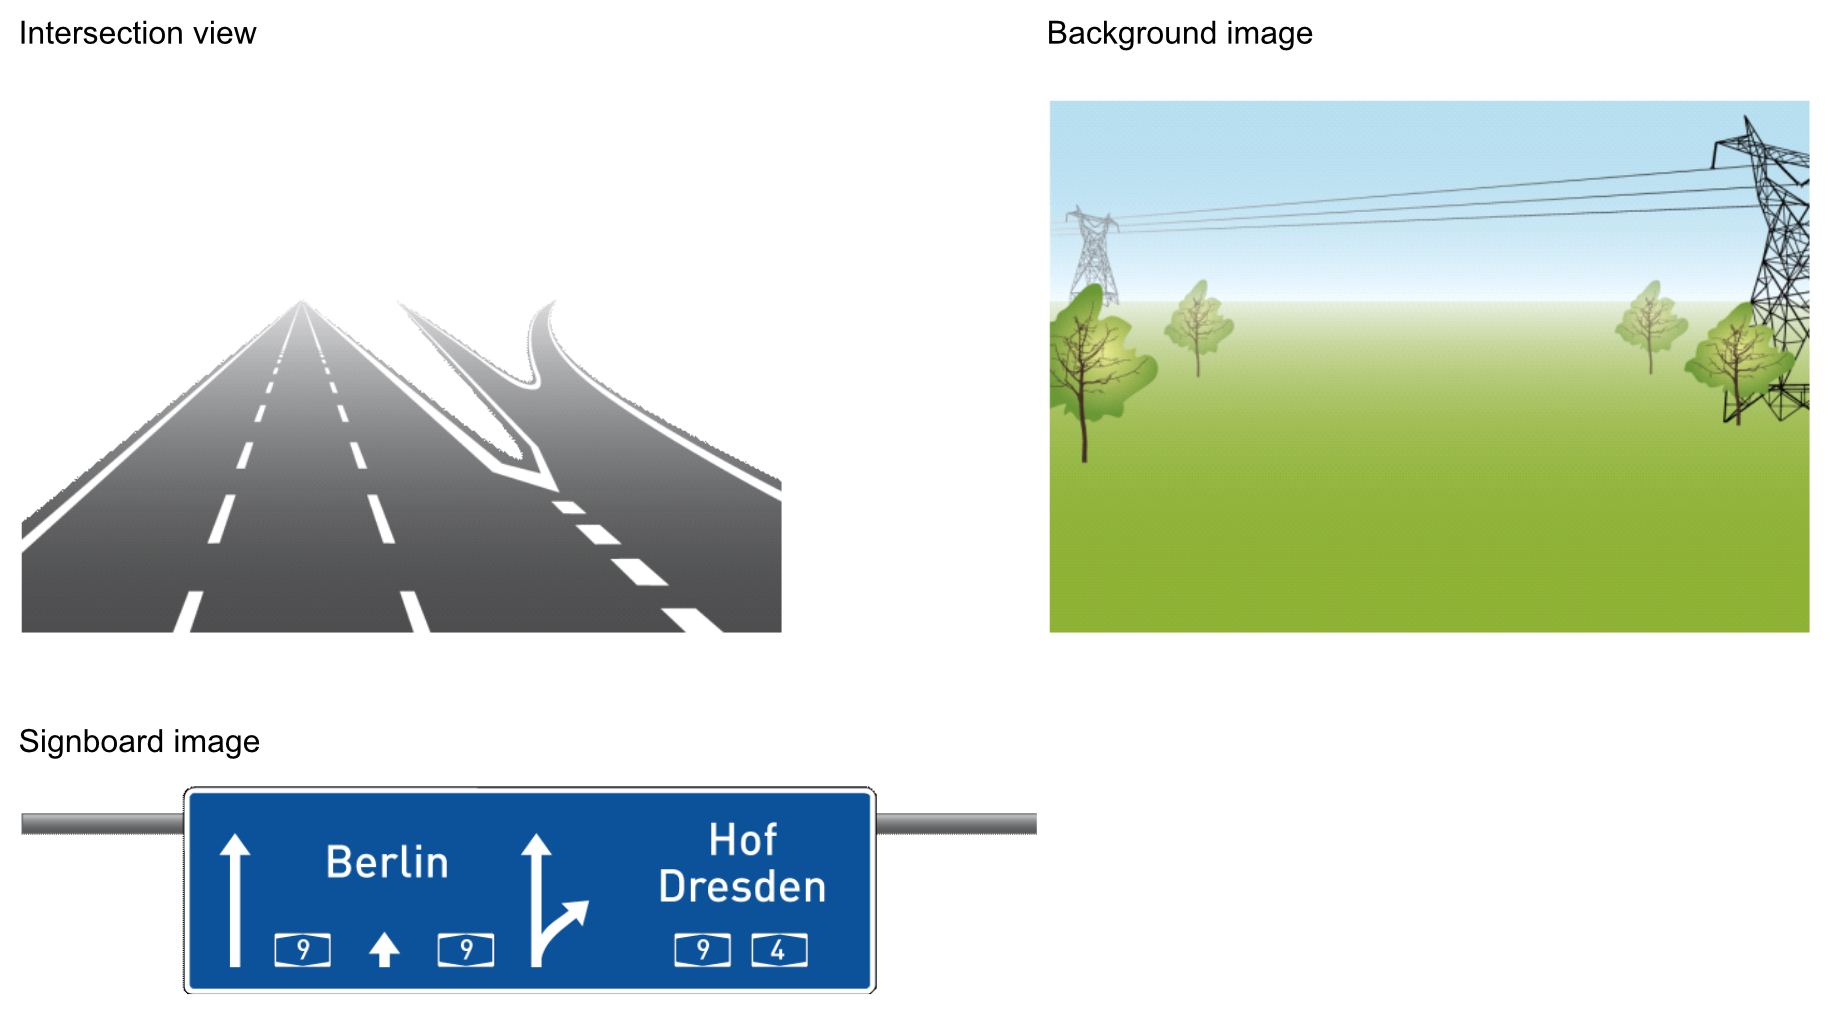 Intersection view
Background image
Signboard image
Berlin
Hof
Dresden
9 9 9 4